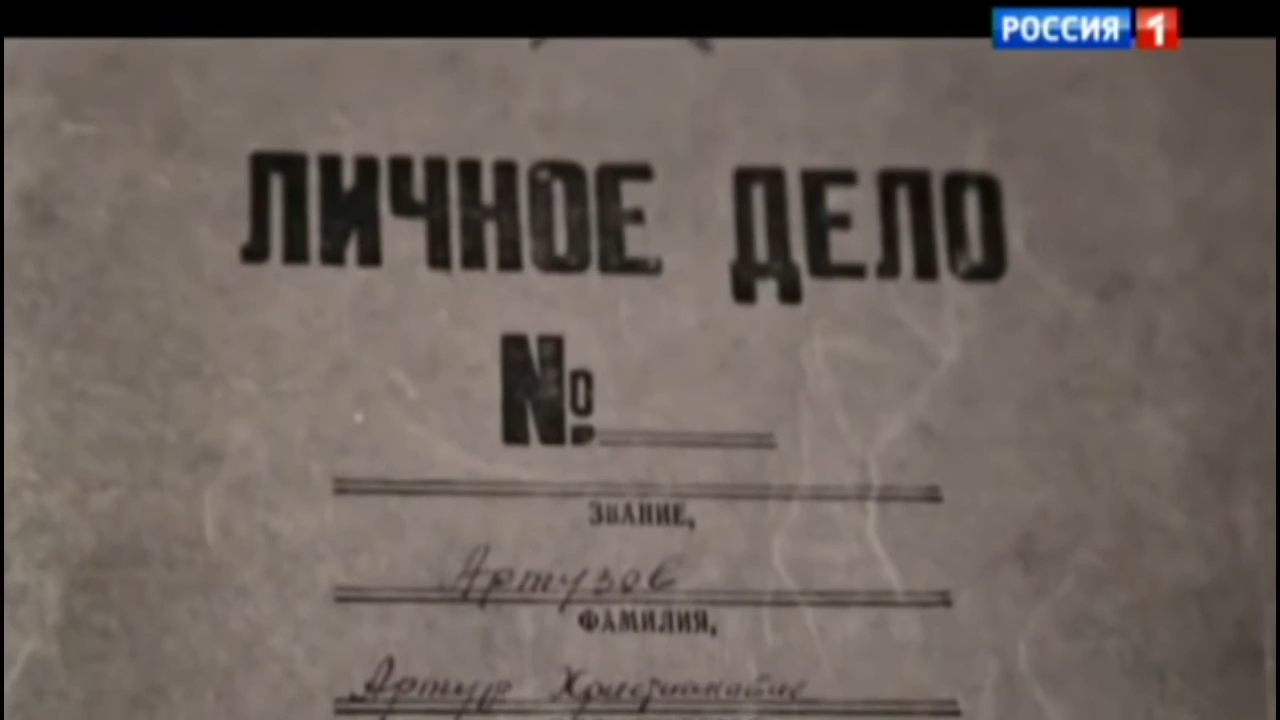 РОССИЯ 1
ЛИЧНОЕ ДЕЛО
№
ЗВАНИЕ,
Артузов
ФАМИЛИЯ,
Артур Христианович